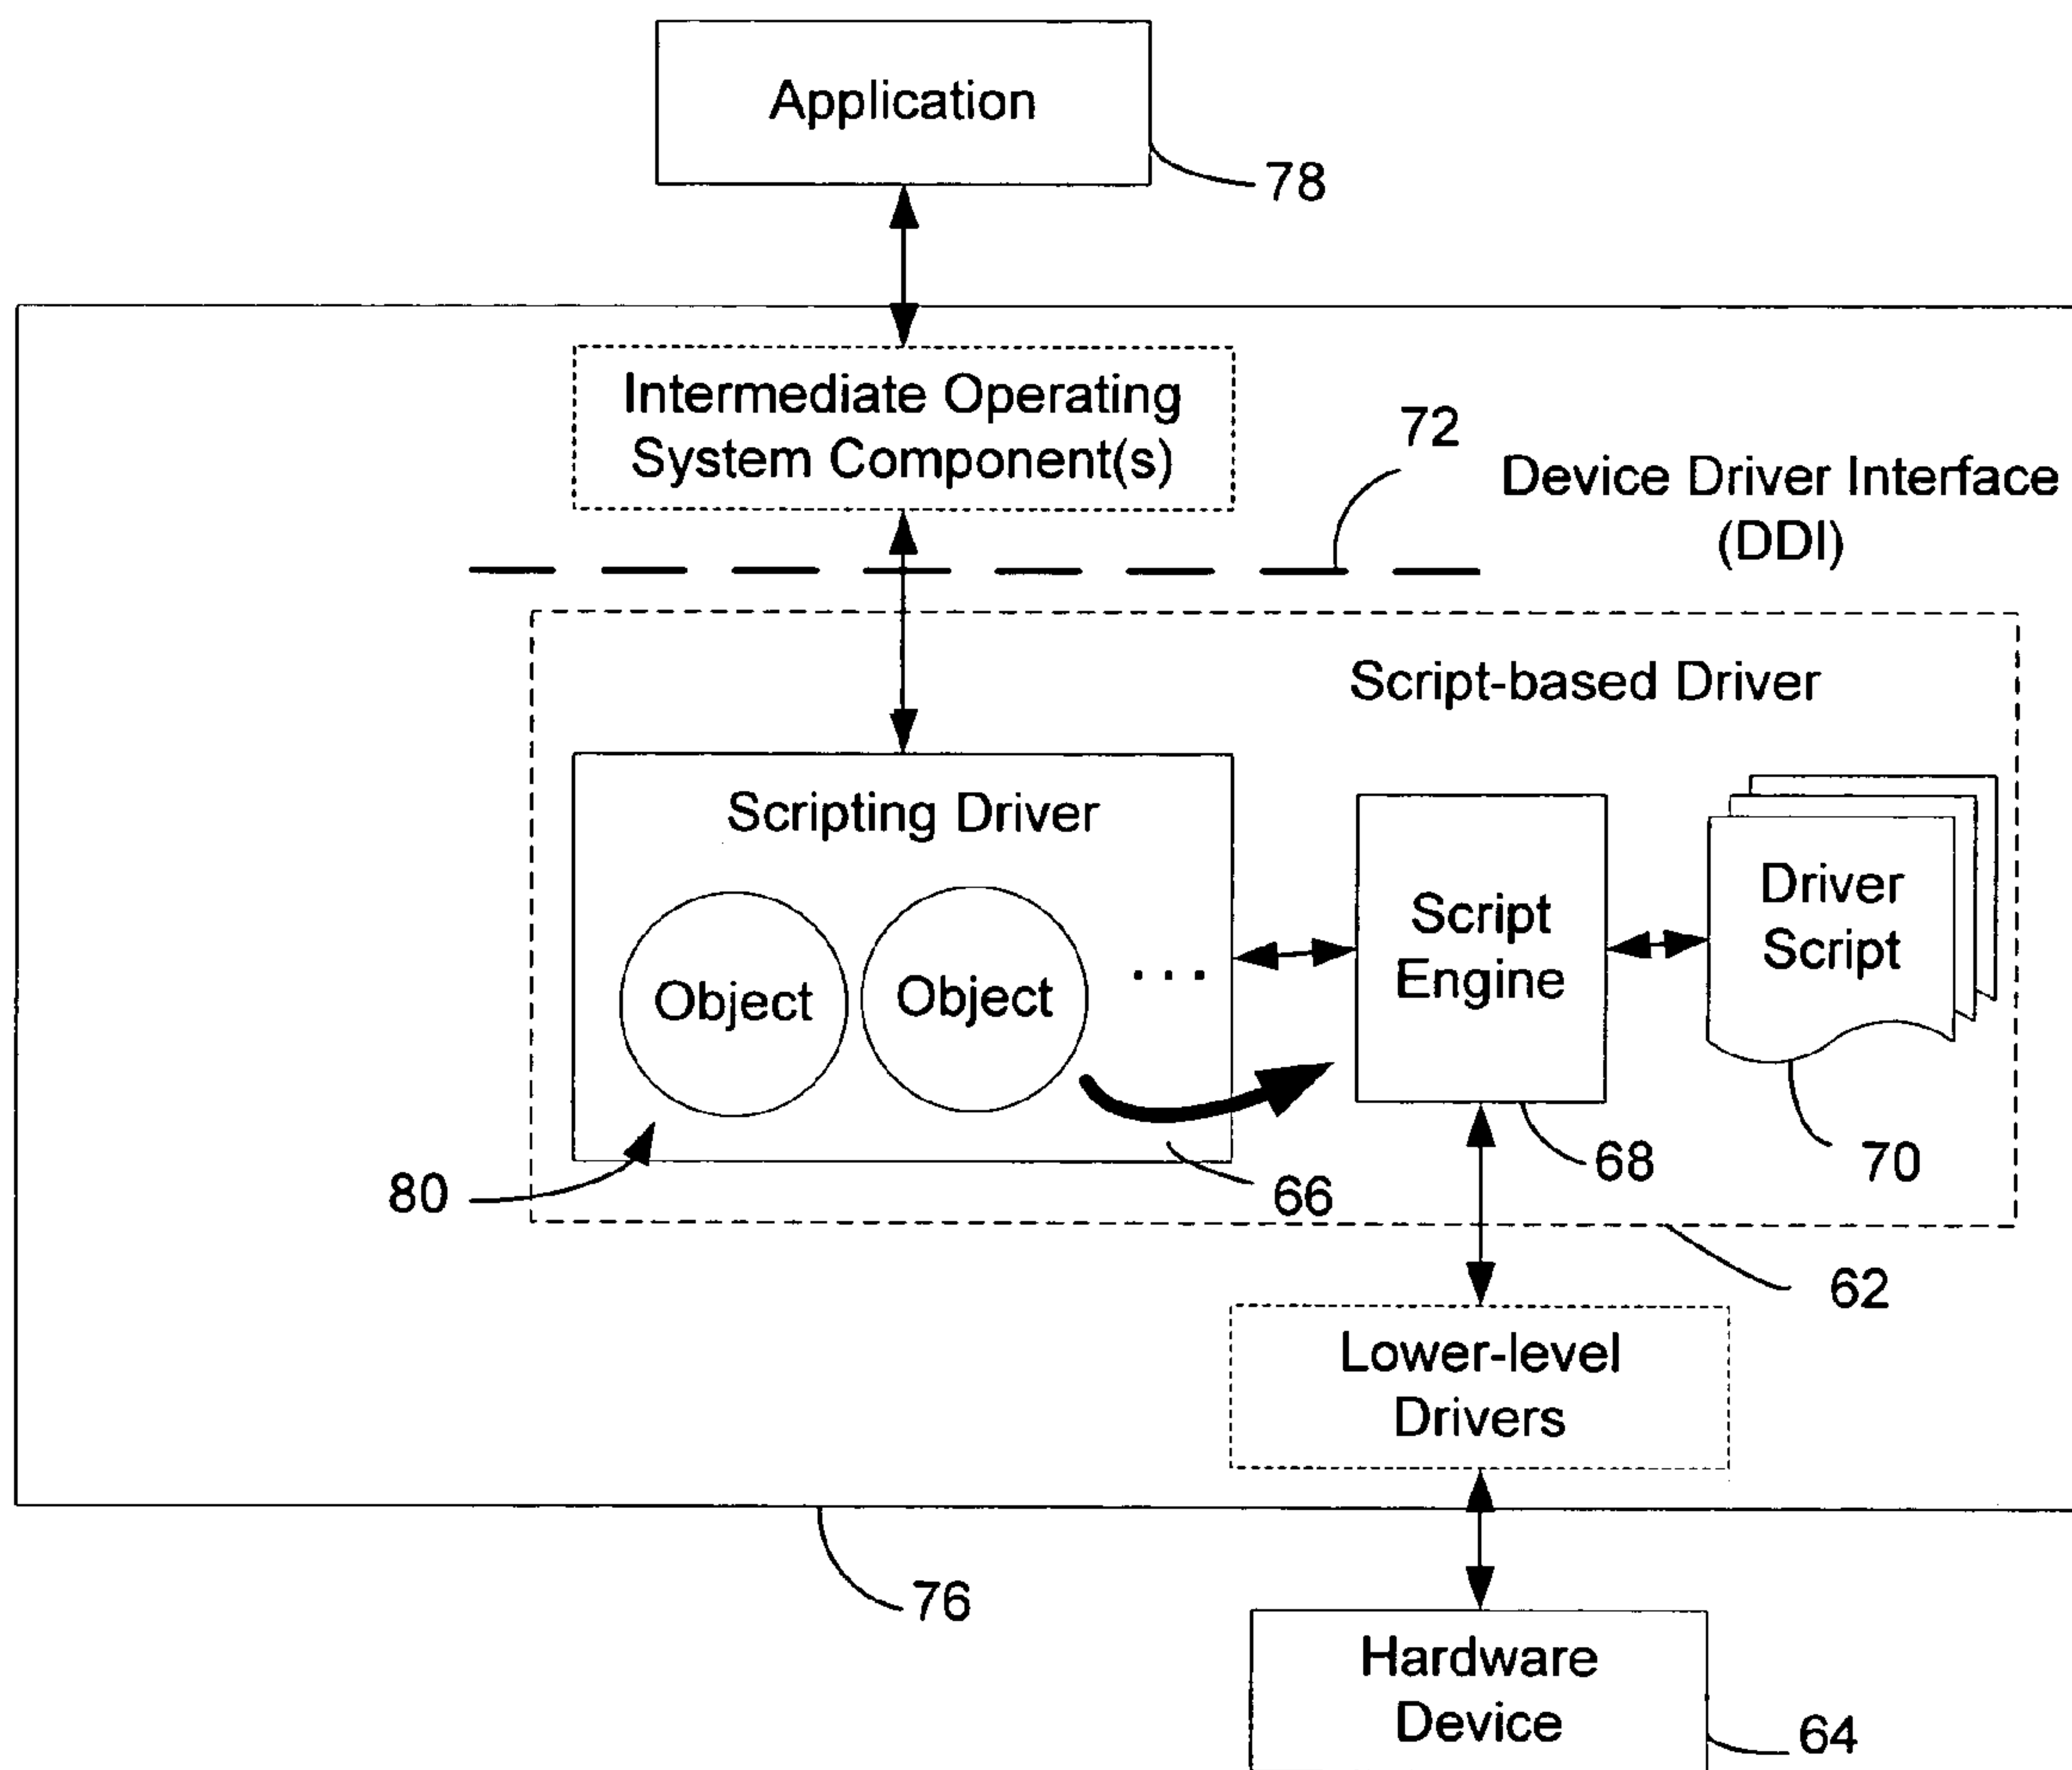 Application
78
Intermediate Operating
System Component(s)
72
Device Driver Interface
(DDI)
Script-based Driver
Scripting Driver
Object
Object
...
Script
Engine
Driver
Script
80
66
68
70
62
Lower-level
Drivers
76
Hardware
Device
64